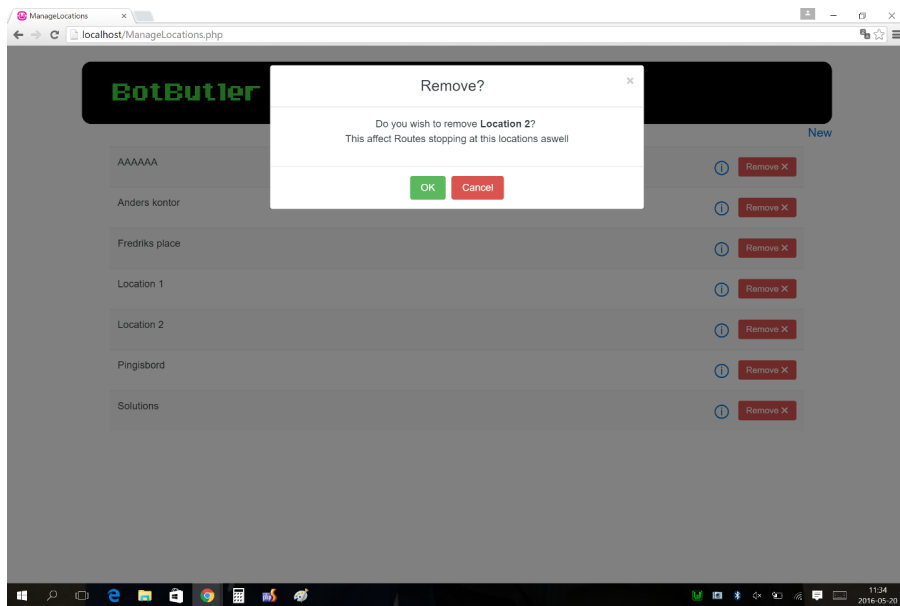 ManageLocations
localhost/ManageLocations.php
BotButler
Remove?
Do you wish to remove Location 2?
This affect Routes stopping at this locations aswell
OK Cancel
New
AAAAAA Remove
Anders kontor Remove
Fredriks place Remove
Location 1 Remove
Location 2 Remove
Pingisbord Remove
Solutions Remove
11:34
2016-05-20